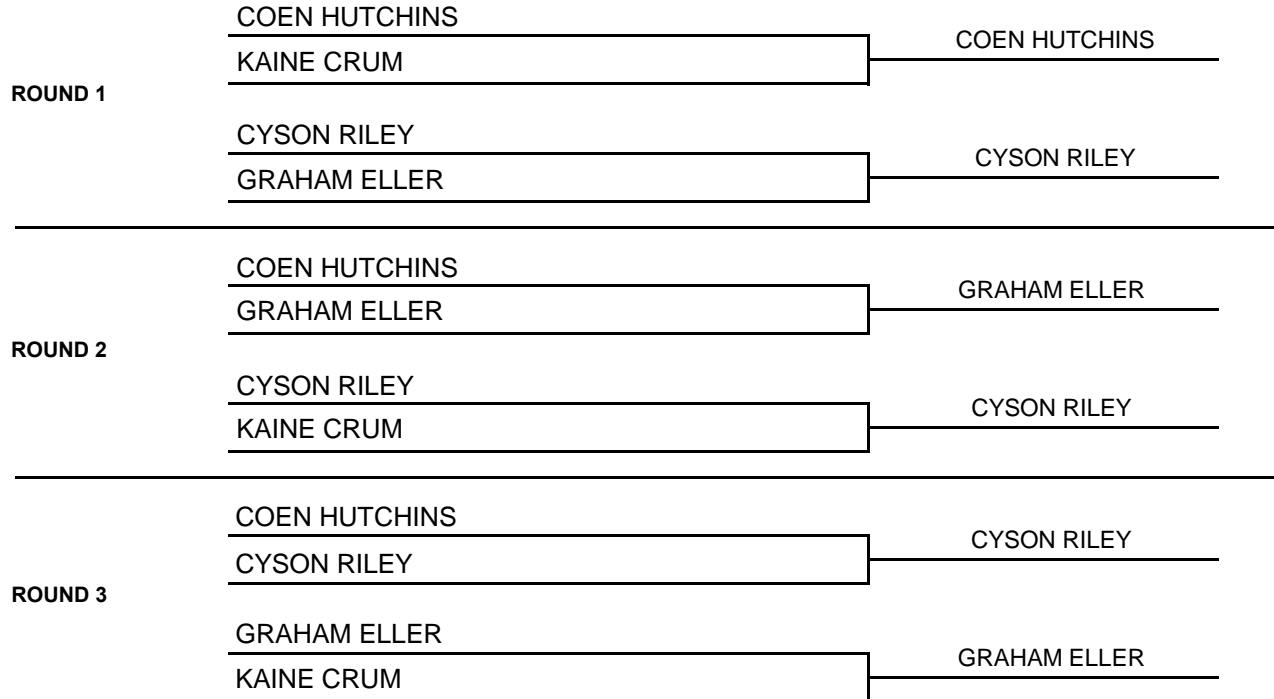 COEN HUTCHINS
COEN HUTCHINS
KAINE CRUM
ROUND 1
CYSON RILEY
CYSON RILEY
GRAHAM ELLER
COEN HUTCHINS
GRAHAM ELLER
GRAHAM ELLER
ROUND 2
CYSON RILEY
CYSON RILEY
KAINE CRUM
COEN HUTCHINS
CYSON RILEY
CYSON RILEY
ROUND 3
GRAHAM ELLER
GRAHAM ELLER
KAINE CRUM